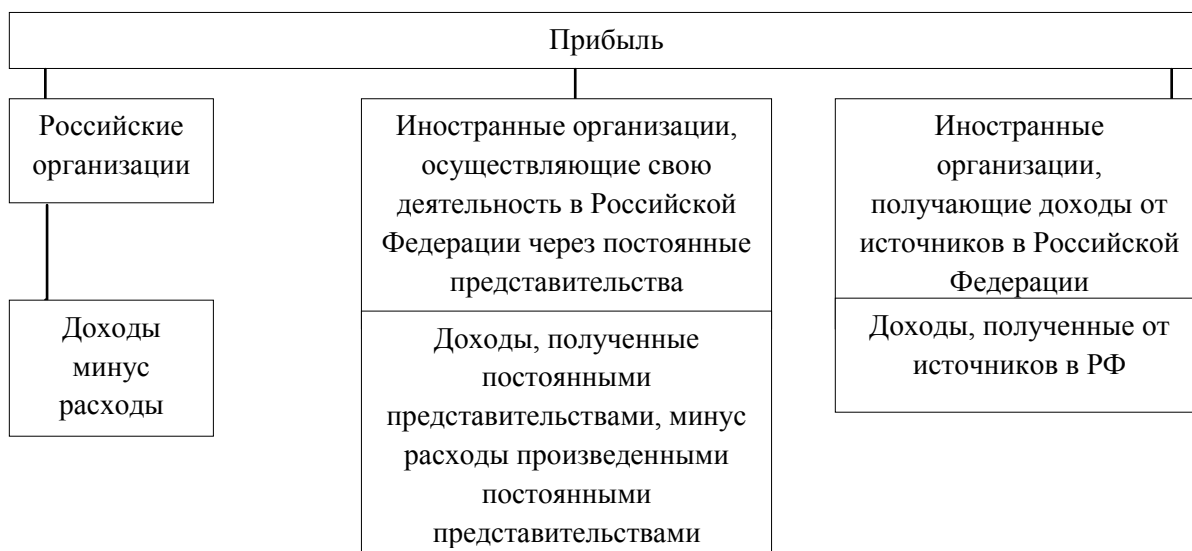 Прибыль
Российские
организации
Иностранные организации,
осуществляющие свою
деятельность в Российской
Федерации через постоянные
представительства
Иностранные
организации,
получающие доходы от
источников в Российской
Федерации
Доходы
минус
расходы
Доходы, полученные
постоянными
представительствами, минус
расходы произведенными
постоянными
представительствами
Доходы, полученные от
источников в РФ